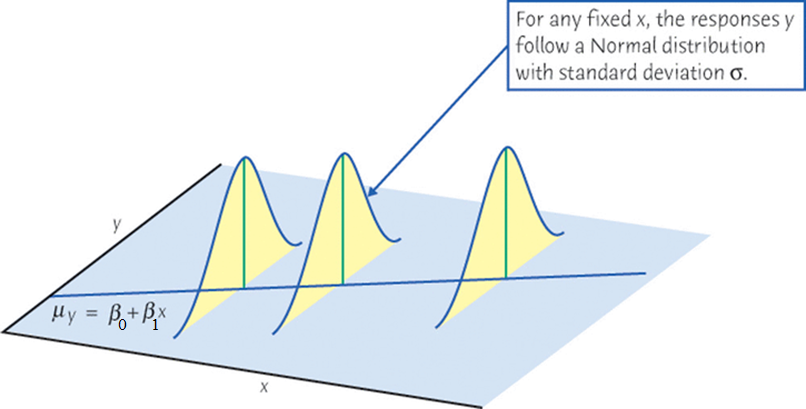 For any fixed x, the responses y
follow a Normal distribution
with standard deviation σ.
y
μy = β0+β1x
x